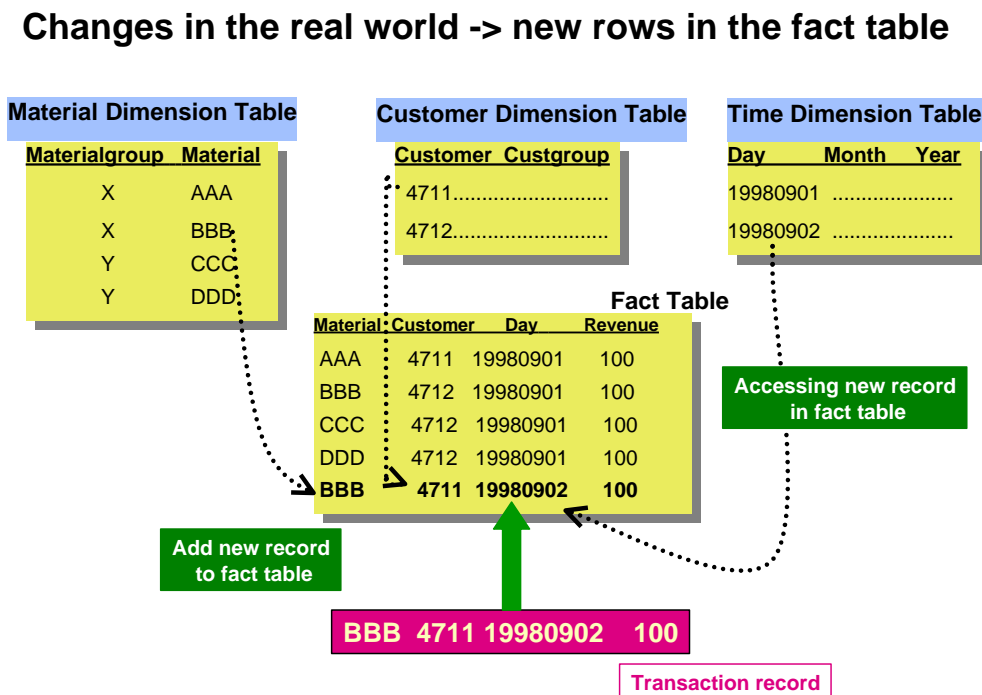 Changes in the real world -> new rows in the fact table
Material Dimension Table
Materialgroup Material
X AAA
X BBB
Y CCC
Y DDD
Customer Dimension Table
Customer Custgroup
4711...........................
4712...........................
Time Dimension Table
Day Month Year
19980901 .....................
19980902 .....................
Fact Table
Material Customer Day Revenue
AAA 4711 19980901 100
BBB 4712 19980901 100
CCC 4712 19980901 100
DDD 4712 19980901 100
BBB 4711 19980902 100
Accessing new record
in fact table
Add new record
to fact table
BBB 4711 19980902 100
Transaction record